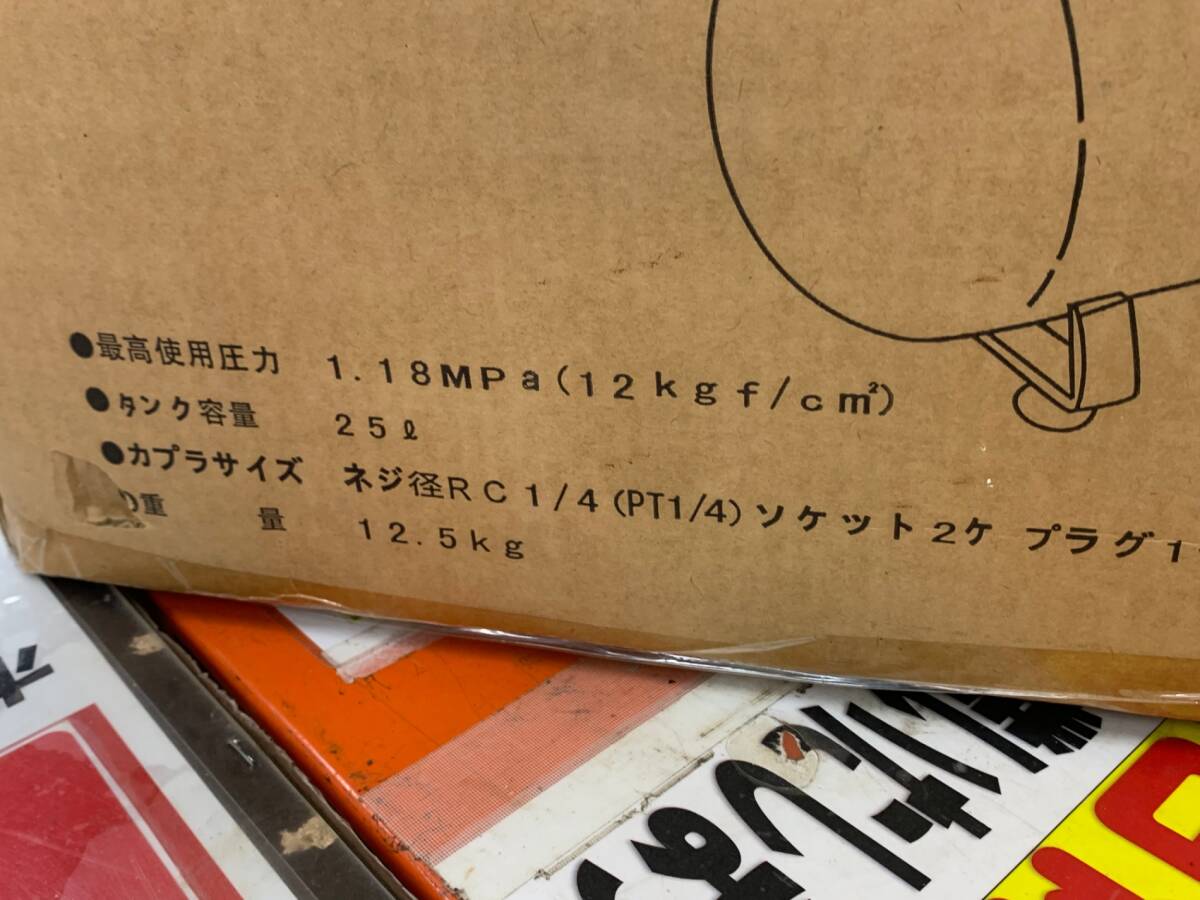 ●最高使用圧力 1.18MPa(12kgf/c㎡)
●タンク容量 25ℓ
●カプラサイズ ネジ径RC1/4(PT1/4)ソケット2ケ プラグ1
重量 12.5kg